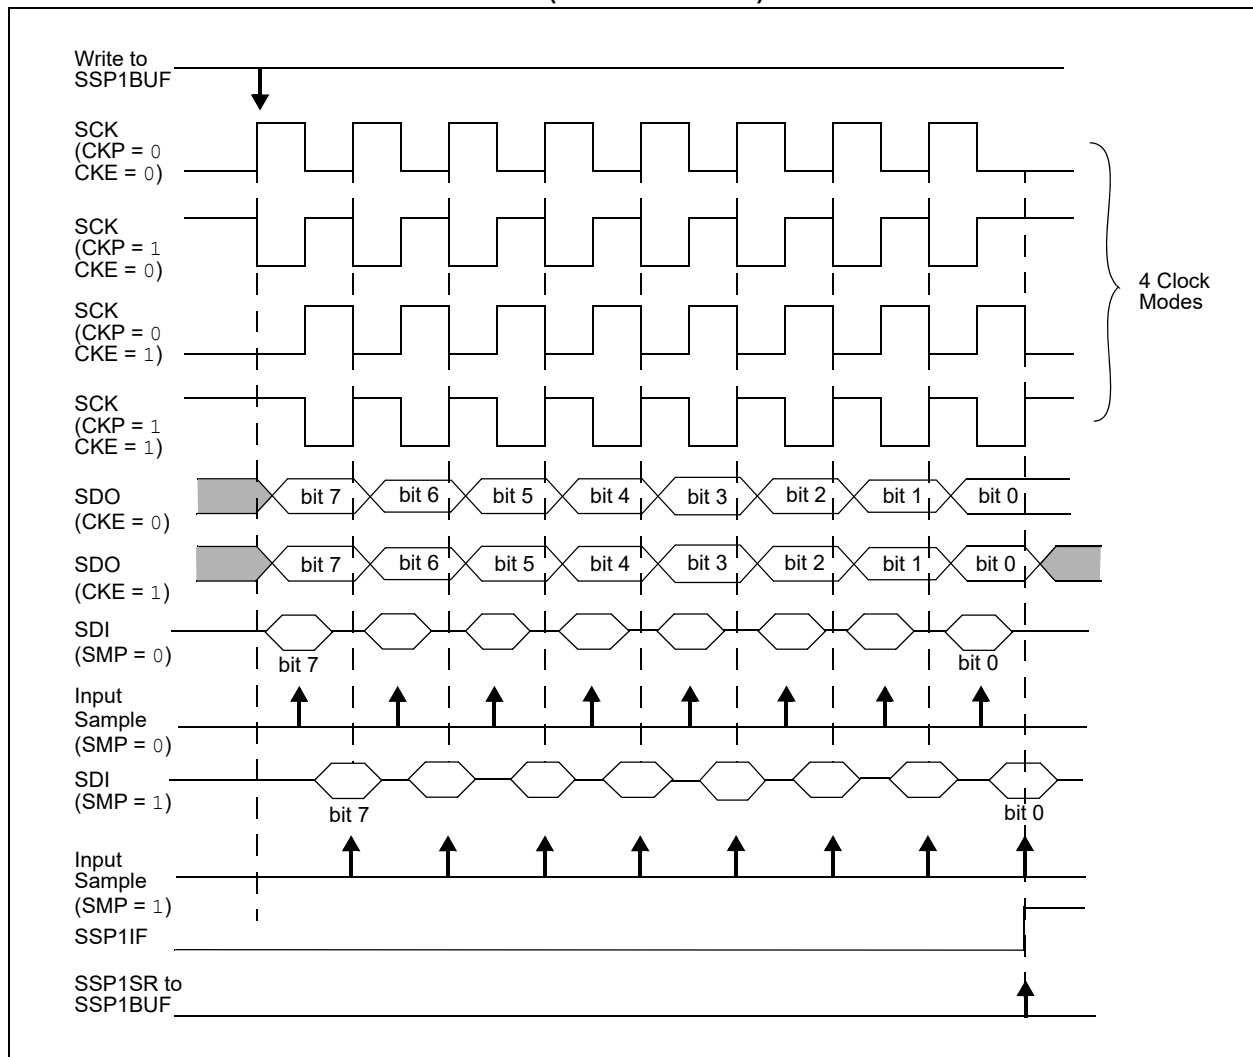 Write to
SSP1BUF
SCK
(CKP = 0
CKE = 0)
SCK
(CKP = 1
CKE = 0)
4 Clock
Modes
SCK
(CKP = 0
CKE = 1)
SCK
(CKP = 1
CKE = 1)
SDO
(CKE = 0)
bit 7 bit 6 bit 5 bit 4 bit 3 bit 2 bit 1 bit 0
SDO
(CKE = 1)
bit 7 bit 6 bit 5 bit 4 bit 3 bit 2 bit 1 bit 0
SDI
(SMP = 0)
bit 7 bit 0
Input
Sample
(SMP = 0)
SDI
(SMP = 1)
bit 7 bit 0
Input
Sample
(SMP = 1)
SSP1IF
SSP1SR to
SSP1BUF